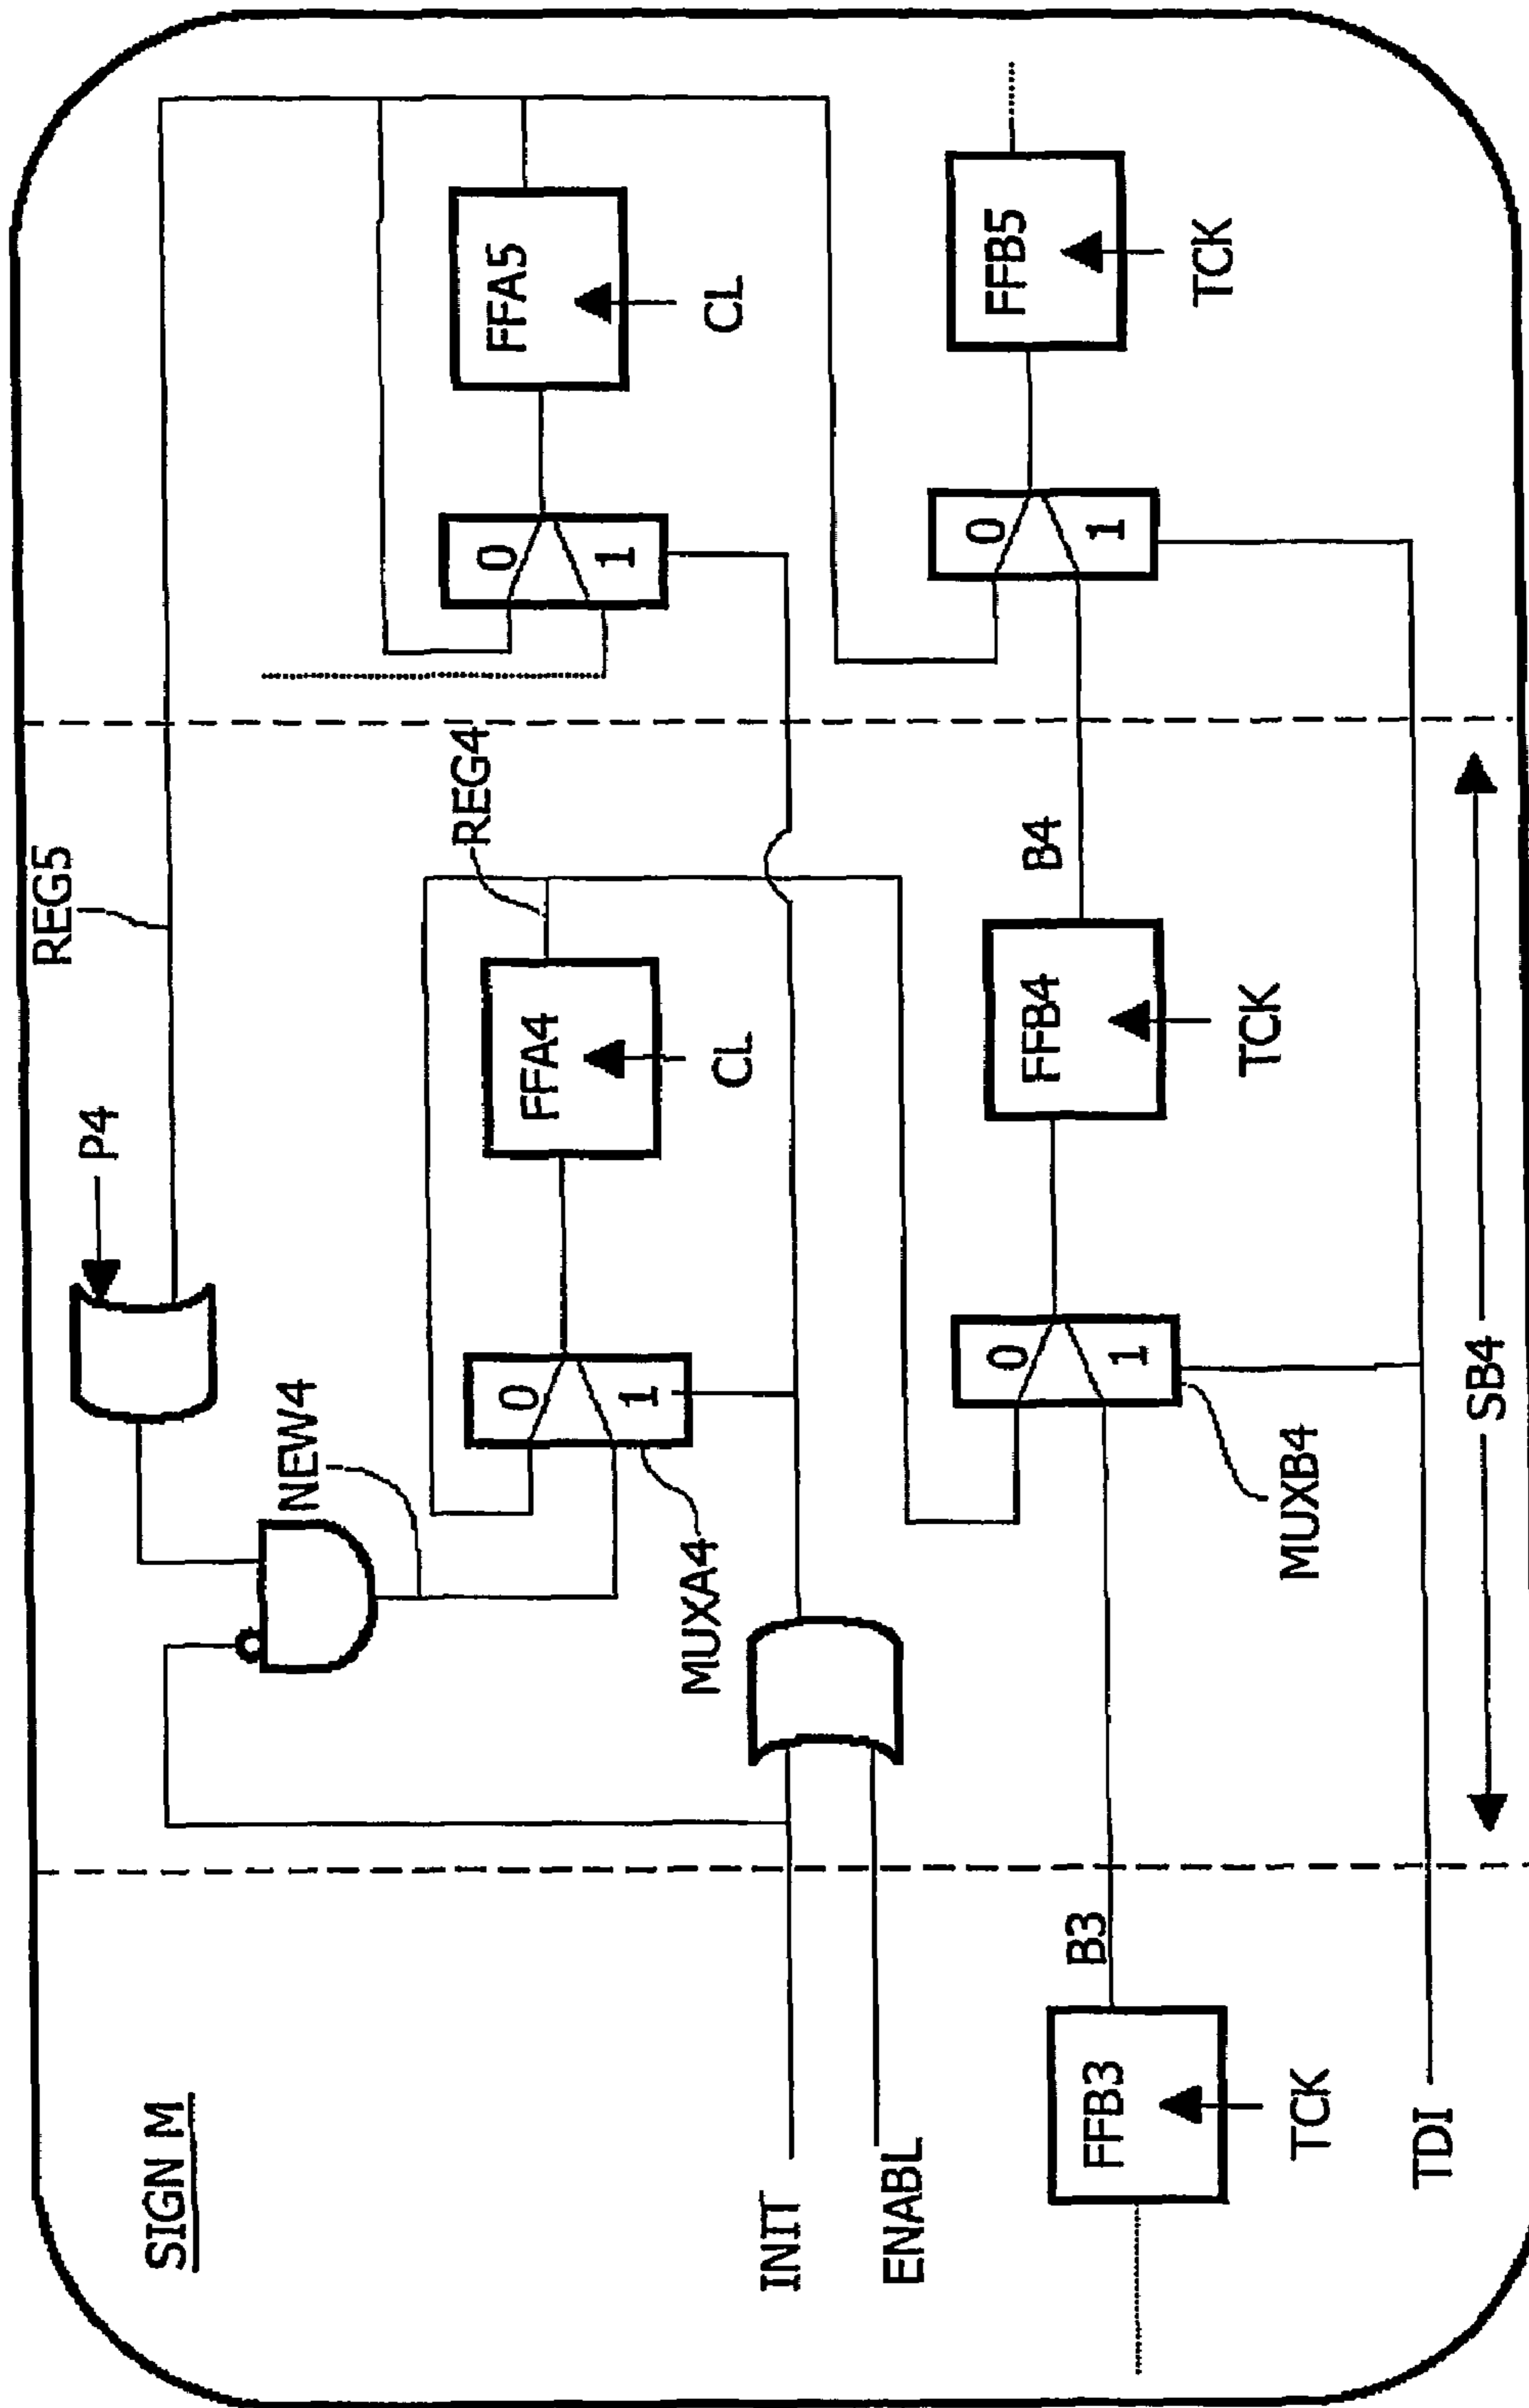 SIGN M
REG5
P4
NEW4
REG4
0
1
FFA4
CL
MUXA4
0
1
FFA5
CL
INIT
ENABL
B3
FFB3
TCK
0
1
MUXB4
FFB4
TCK
B4
0
1
FFB5
TCK
TDI
SB4